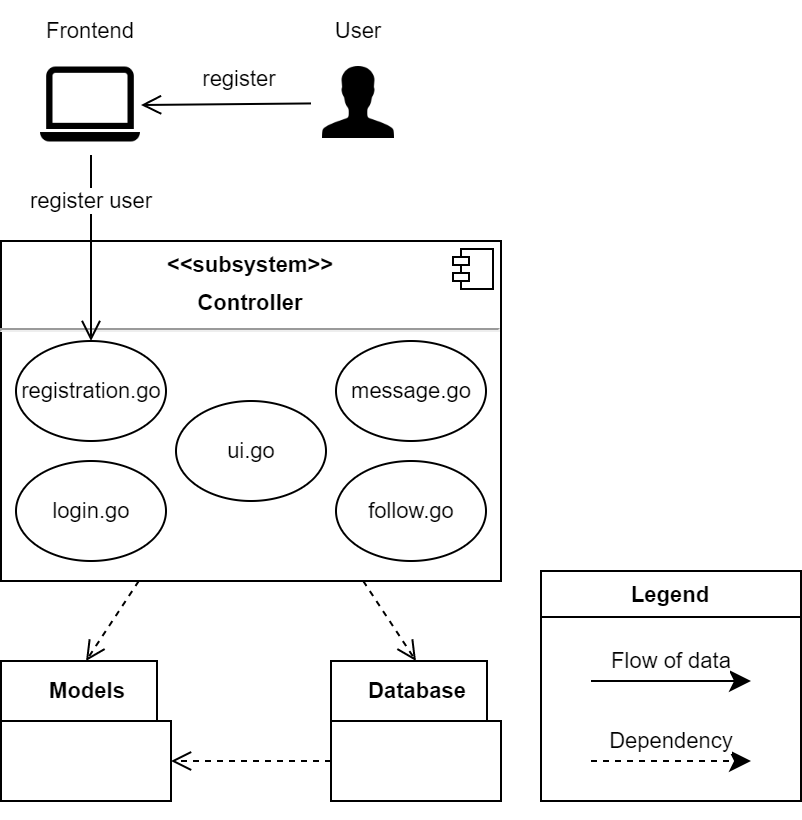 Frontend
User
register
register user
<<subsystem>>
Controller
registration.go
message.go
ui.go
login.go
follow.go
Legend
Flow of data
Models
Database
Dependency